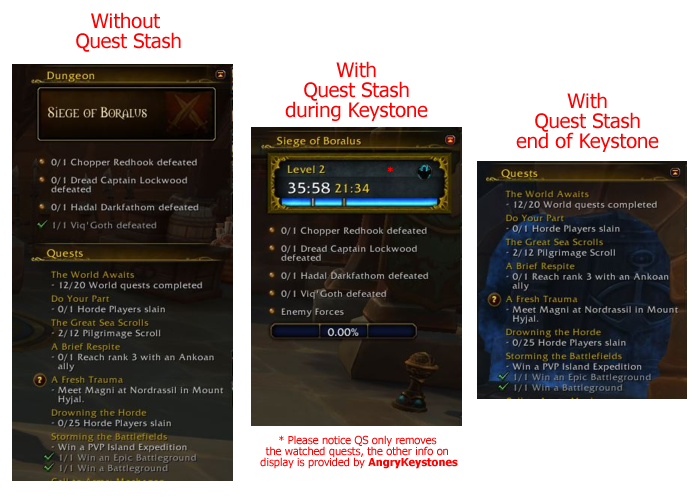 Without
Quest Stash
Dungeon
Siege of Boralus
0/1 Chopper Redhook defeated
0/1 Dread Captain Lockwood
defeated
0/1 Hadal Darkfathom defeated
1/1 Viq'Goth defeated
Quests
The World Awaits
- 12/20 World quests completed
Do Your Part
- 0/1 Horde Players slain
The Great Sea Scrolls
- 2/12 Pilgrimage Scroll
A Brief Respite
- 0/1 Reach rank 3 with an Ankoan
ally
? A Fresh Trauma
- Meet Magni at Nordrassil in Mount
Hyjal.
Drowning the Horde
- 0/25 Horde Players slain
Storming the Battlefields
- Win a PVP Island Expedition
1/1 Win an Epic Battleground
1/1 Win a Battleground
With
Quest Stash
during Keystone
Siege of Boralus
Level 2
35:58 21:34
0/1 Chopper Redhook defeated
0/1 Dread Captain Lockwood
defeated
0/1 Hadal Darkfathom defeated
0/1 Viq'Goth defeated
Enemy Forces
0.00%
* Please notice QS only removes
the watched quests, the other info on
display is provided by AngryKeystones
With
Quest Stash
end of Keystone
Quests
The World Awaits
- 12/20 World quests completed
Do Your Part
- 0/1 Horde Players slain
The Great Sea Scrolls
- 2/12 Pilgrimage Scroll
A Brief Respite
- 0/1 Reach rank 3 with an Ankoan
ally
? A Fresh Trauma
- Meet Magni at Nordrassil in Mount
Hyjal.
Drowning the Horde
- 0/25 Horde Players slain
Storming the Battlefields
- Win a PVP Island Expedition
1/1 Win an Epic Battleground
1/1 Win a Battleground